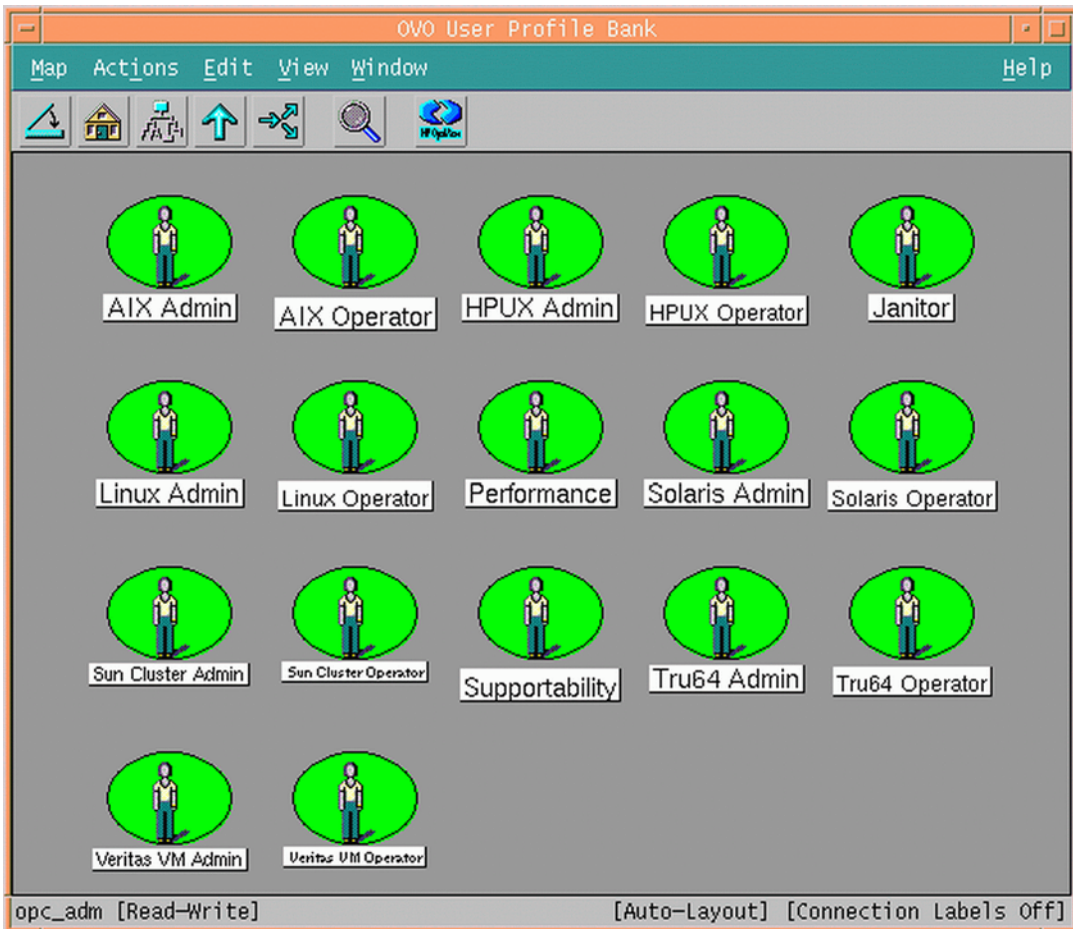 OVO User Profile Bank
Map Actions Edit View Window Help
HP OpenView
AIX Admin AIX Operator HPUX Admin HPUX Operator Janitor
Linux Admin Linux Operator Performance Solaris Admin Solaris Operator
Sun Cluster Admin Sun Cluster Operator Supportability Tru64 Admin Tru64 Operator
Veritas VM Admin Veritas VM Operator
opc_adm [Read-Write] [Auto-Layout] [Connection Labels Off]